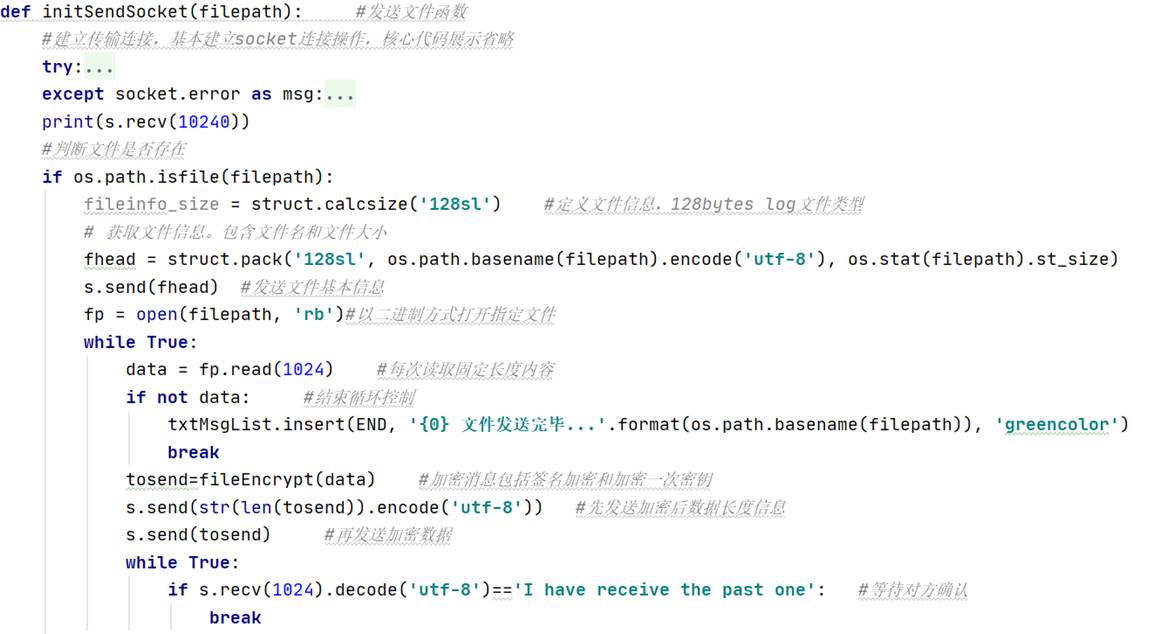 def initSendSocket(filepath):     #发送文件函数
    #建立传输连接，基本建立socket连接操作，核心代码展示省略
    try:...
    except socket.error as msg:...
    print(s.recv(10240))
    #判断文件是否存在
    if os.path.isfile(filepath):
        fileinfo_size = struct.calcsize('128sl')    #定义文件信息，128bytes log文件类型
        # 获取文件信息。包含文件名和文件大小
        fhead = struct.pack('128sl', os.path.basename(filepath).encode('utf-8'), os.stat(filepath).st_size)
        s.send(fhead)  #发送文件基本信息
        fp = open(filepath, 'rb')#以二进制方式打开指定文件
        while True:
            data = fp.read(1024)    #每次读取固定长度内容
            if not data:     #结束循环控制
                txtMsgList.insert(END, '{0} 文件发送完毕...'.format(os.path.basename(filepath)), 'greencolor')
                break
            tosend=fileEncrypt(data)    #加密消息包括签名加密和加密一次密钥
            s.send(str(len(tosend)).encode('utf-8'))   #先发送加密后数据长度信息
            s.send(tosend)     #再发送加密数据
            while True:
                if s.recv(1024).decode('utf-8')=='I have receive the past one':   #等待对方确认
                    break